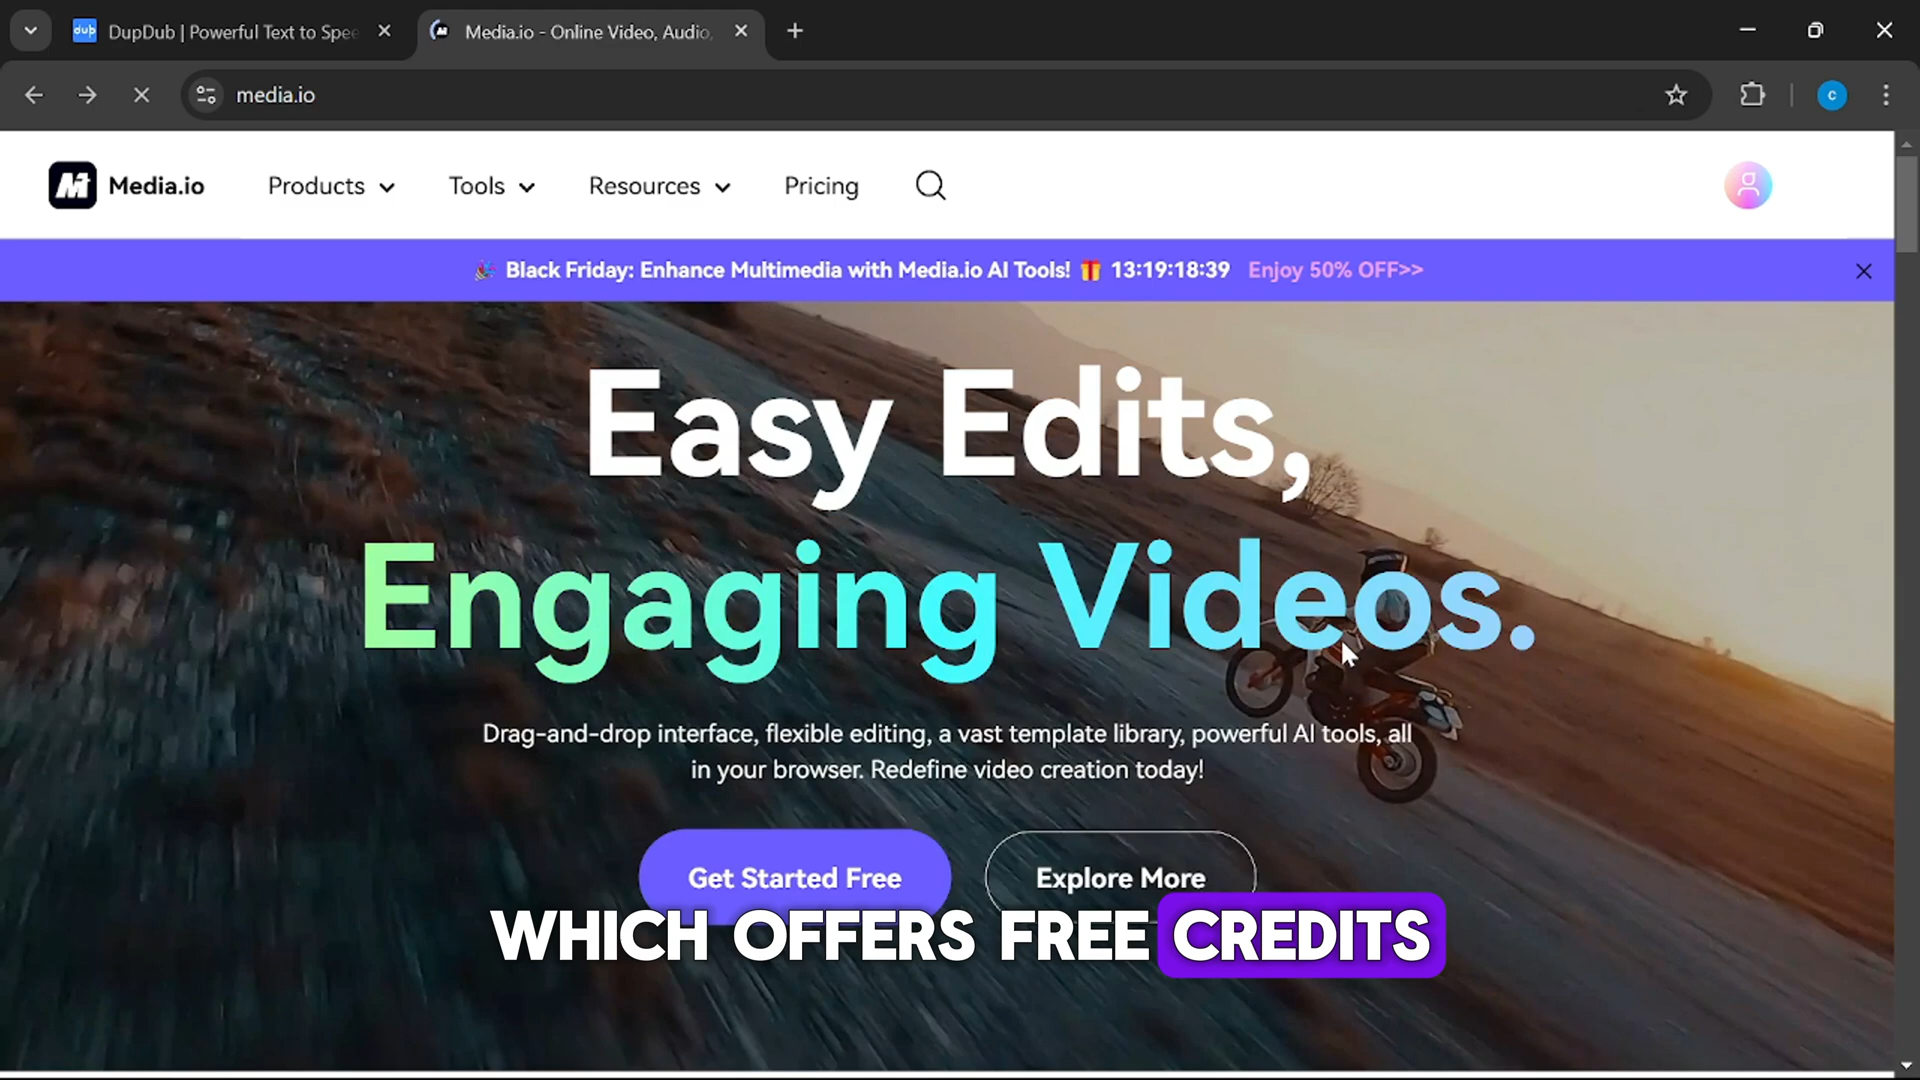 dub DupDub | Powerful Text to Spee
Media.io - Online Video, Audio,
media.io
c
Media.io
Products
Tools
Resources
Pricing
Black Friday: Enhance Multimedia with Media.io AI Tools! 13:19:18:39 Enjoy 50% OFF>>
Easy Edits,
Engaging Videos.
Drag-and-drop interface, flexible editing, a vast template library, powerful AI tools, all
in your browser. Redefine video creation today!
Get Started Free
Explore More
WHICH OFFERS FREE CREDITS